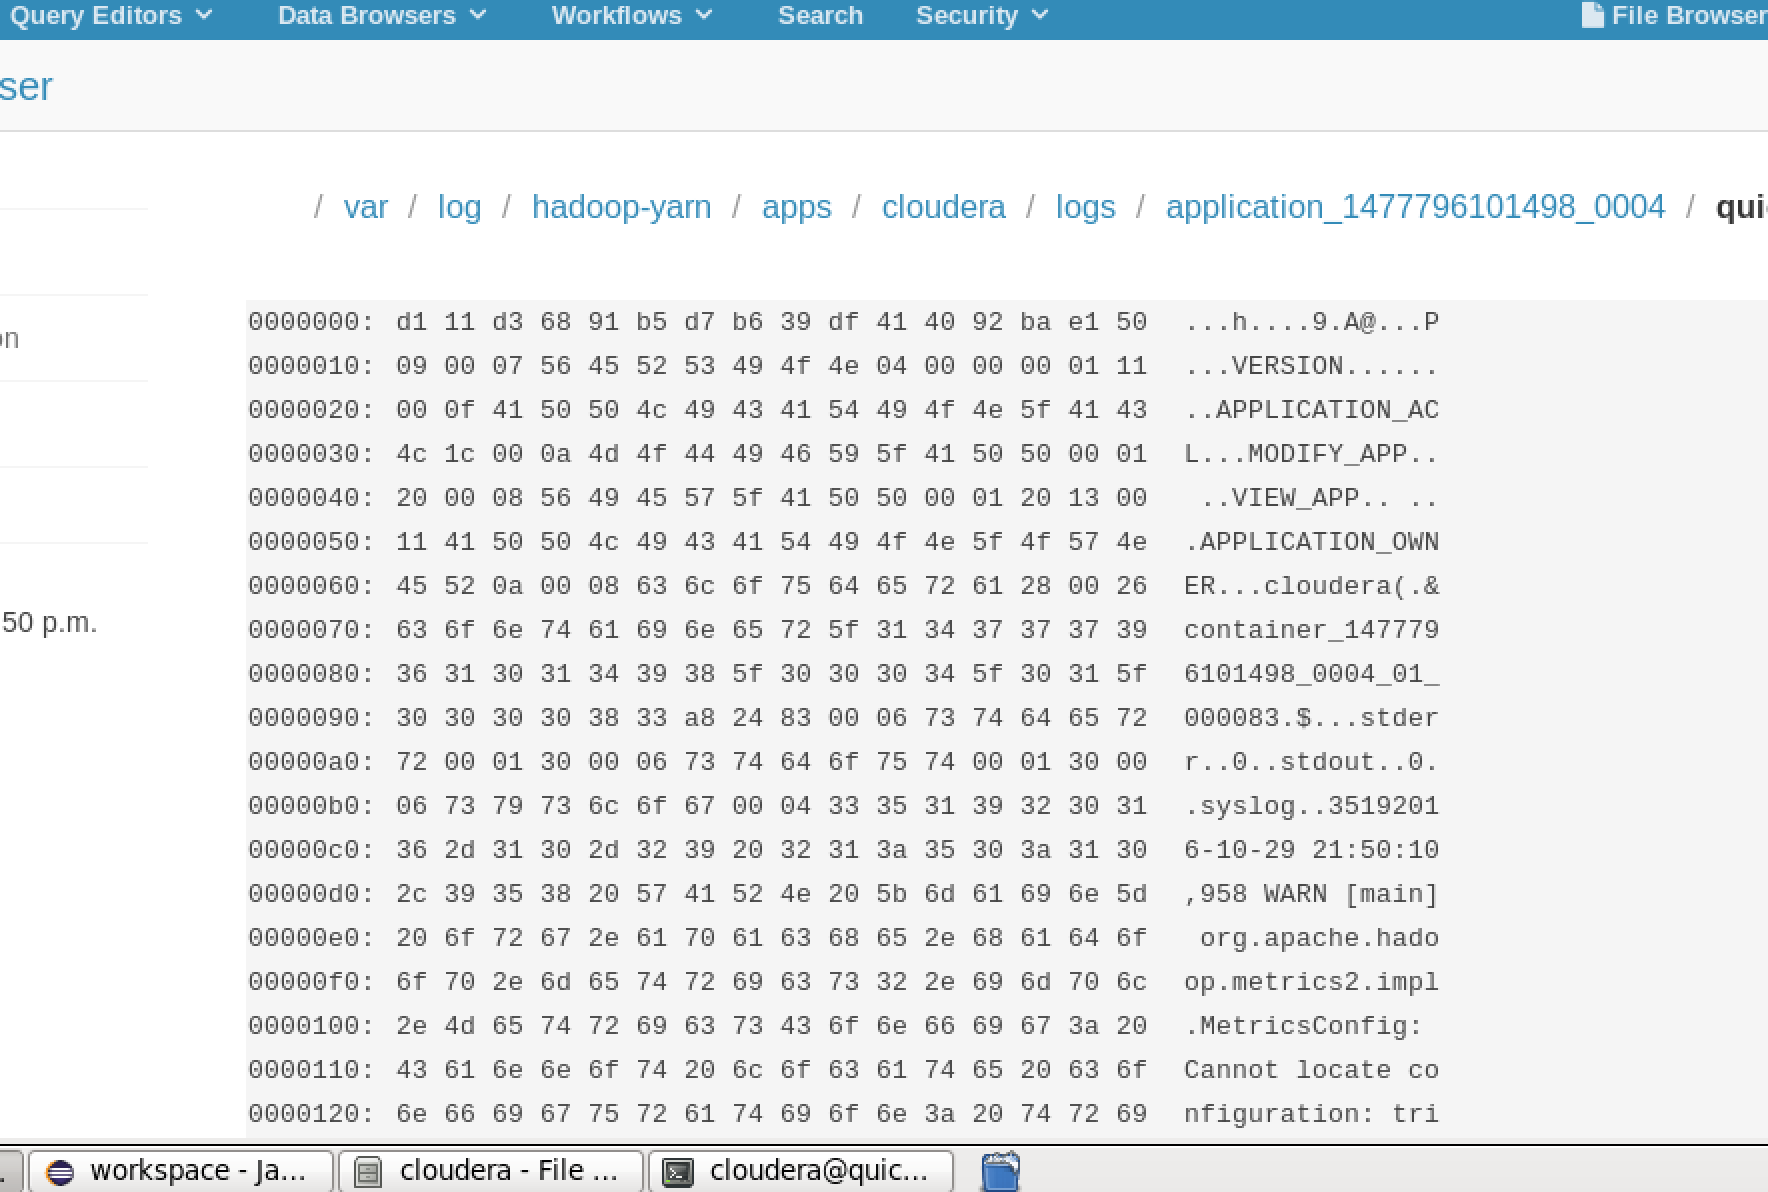 Query Editors Data Browsers Workflows Search Security File Browser
ser
/ var / log / hadoop-yarn / apps / cloudera / logs / application_1477796101498_0004 / qui
on
50 p.m.
0000000: d1 11 d3 68 91 b5 d7 b6 39 df 41 40 92 ba e1 50 ...h....9.A@...P
0000010: 09 00 07 56 45 52 53 49 4f 4e 04 00 00 00 01 11 ...VERSION......
0000020: 00 0f 41 50 50 4c 49 43 41 54 49 4f 4e 5f 41 43 ..APPLICATION_AC
0000030: 4c 1c 00 0a 4d 4f 44 49 46 59 5f 41 50 50 00 01 L...MODIFY_APP..
0000040: 20 00 08 56 49 45 57 5f 41 50 50 00 01 20 13 00  ..VIEW_APP.. ..
0000050: 11 41 50 50 4c 49 43 41 54 49 4f 4e 5f 4f 57 4e .APPLICATION_OWN
0000060: 45 52 0a 00 08 63 6c 6f 75 64 65 72 61 28 00 26 ER...cloudera(.&
0000070: 63 6f 6e 74 61 69 6e 65 72 5f 31 34 37 37 37 39 container_147779
0000080: 36 31 30 31 34 39 38 5f 30 30 30 34 5f 30 31 5f 6101498_0004_01_
0000090: 30 30 30 30 38 33 a8 24 83 00 06 73 74 64 65 72 000083.$...stder
00000a0: 72 00 01 30 00 06 73 74 64 6f 75 74 00 01 30 00 r..0..stdout..0.
00000b0: 06 73 79 73 6c 6f 67 00 04 33 35 31 39 32 30 31 .syslog..3519201
00000c0: 36 2d 31 30 2d 32 39 20 32 31 3a 35 30 3a 31 30 6-10-29 21:50:10
00000d0: 2c 39 35 38 20 57 41 52 4e 20 5b 6d 61 69 6e 5d ,958 WARN [main]
00000e0: 20 6f 72 67 2e 61 70 61 63 68 65 2e 68 61 64 6f  org.apache.hado
00000f0: 6f 70 2e 6d 65 74 72 69 63 73 32 2e 69 6d 70 6c op.metrics2.impl
0000100: 2e 4d 65 74 72 69 63 73 43 6f 6e 66 69 67 3a 20 .MetricsConfig:
0000110: 43 61 6e 6e 6f 74 20 6c 6f 63 61 74 65 20 63 6f Cannot locate co
0000120: 6e 66 69 67 75 72 61 74 69 6f 6e 3a 20 74 72 69 nfiguration: tri
. workspace - Ja... cloudera - File ... cloudera@quic...